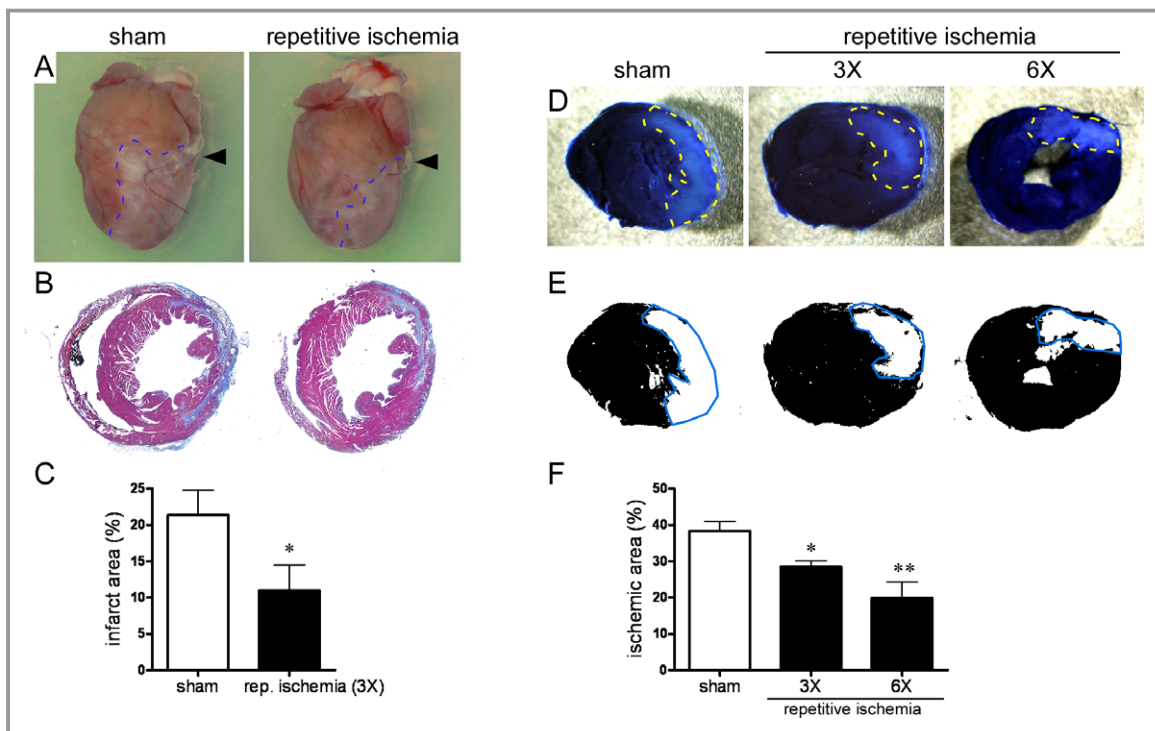 sham
repetitive ischemia
A
B
C
25
20
15
10
5
0
infarct area (%)
*
sham
rep. ischemia (3X)
repetitive ischemia
sham
3X
6X
D
E
F
50
40
30
20
10
0
ischemic area (%)
*
**
sham
3X
6X
repetitive ischemia